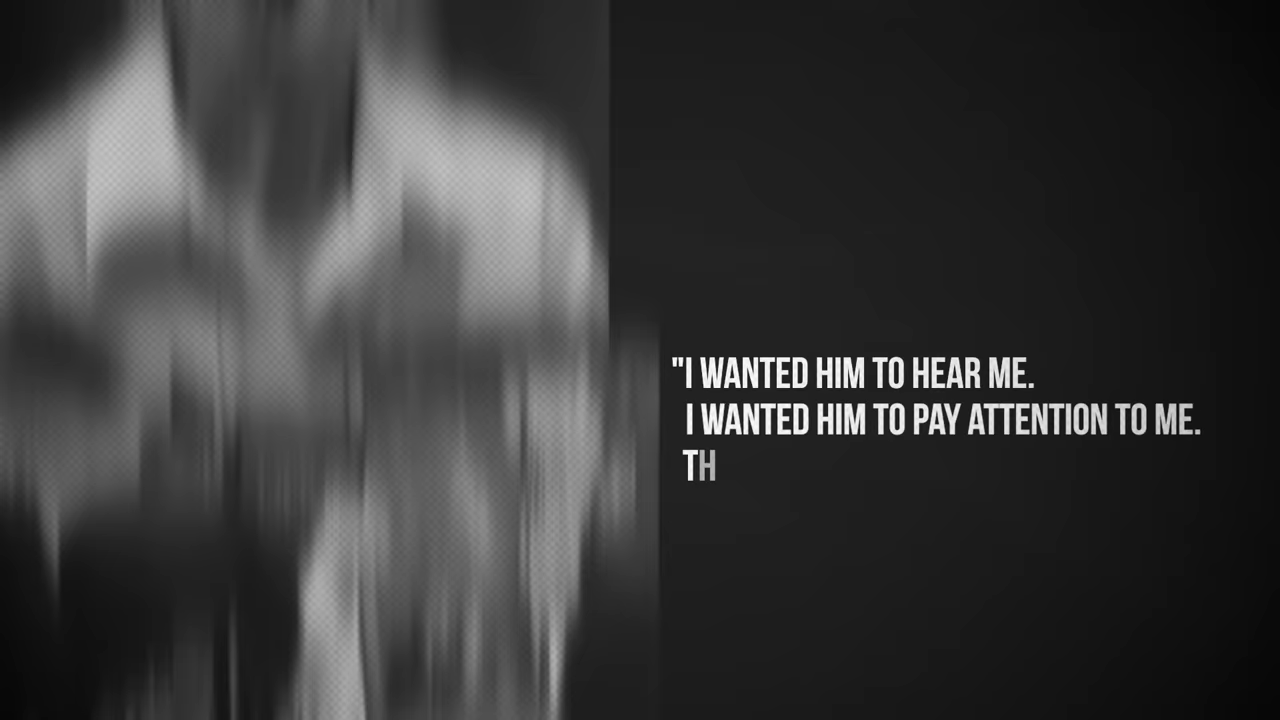 "I WANTED HIM TO HEAR ME.
I WANTED HIM TO PAY ATTENTION TO ME.
TH